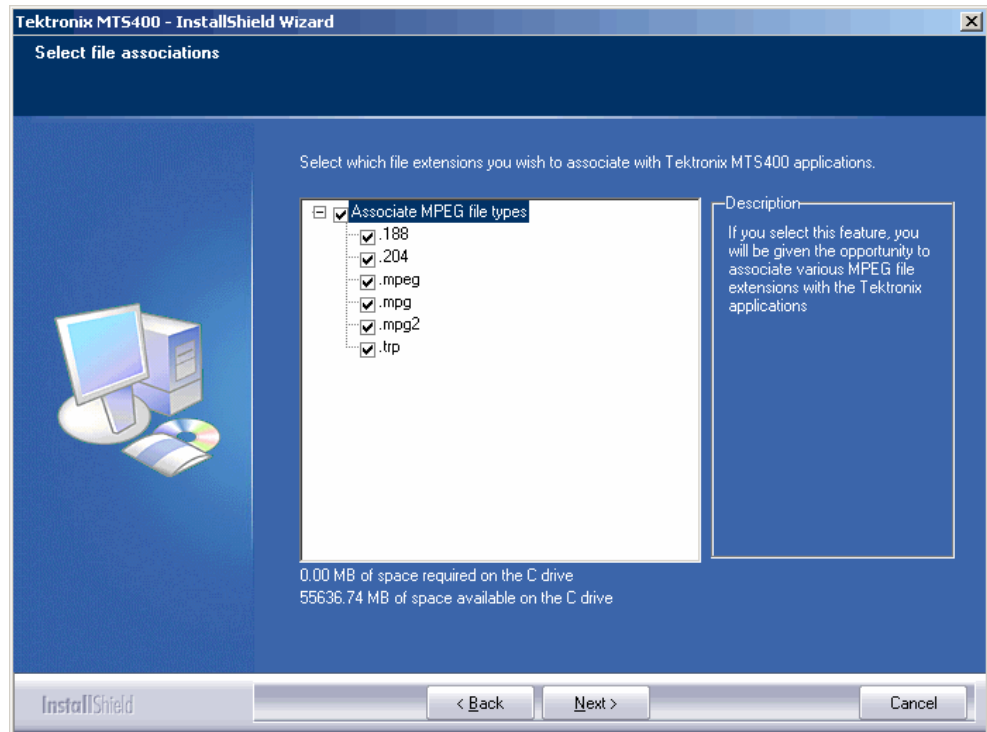 Tektronix MTS400 - InstallShield Wizard
Select file associations
Select which file extensions you wish to associate with Tektronix MTS400 applications.
Associate MPEG file types
.188
.204
.mpeg
.mpg
.mpg2
.trp
Description
If you select this feature, you
will be given the opportunity to
associate various MPEG file
extensions with the Tektronix
applications
0.00 MB of space required on the C drive
55636.74 MB of space available on the C drive
InstallShield
< Back
Next >
Cancel